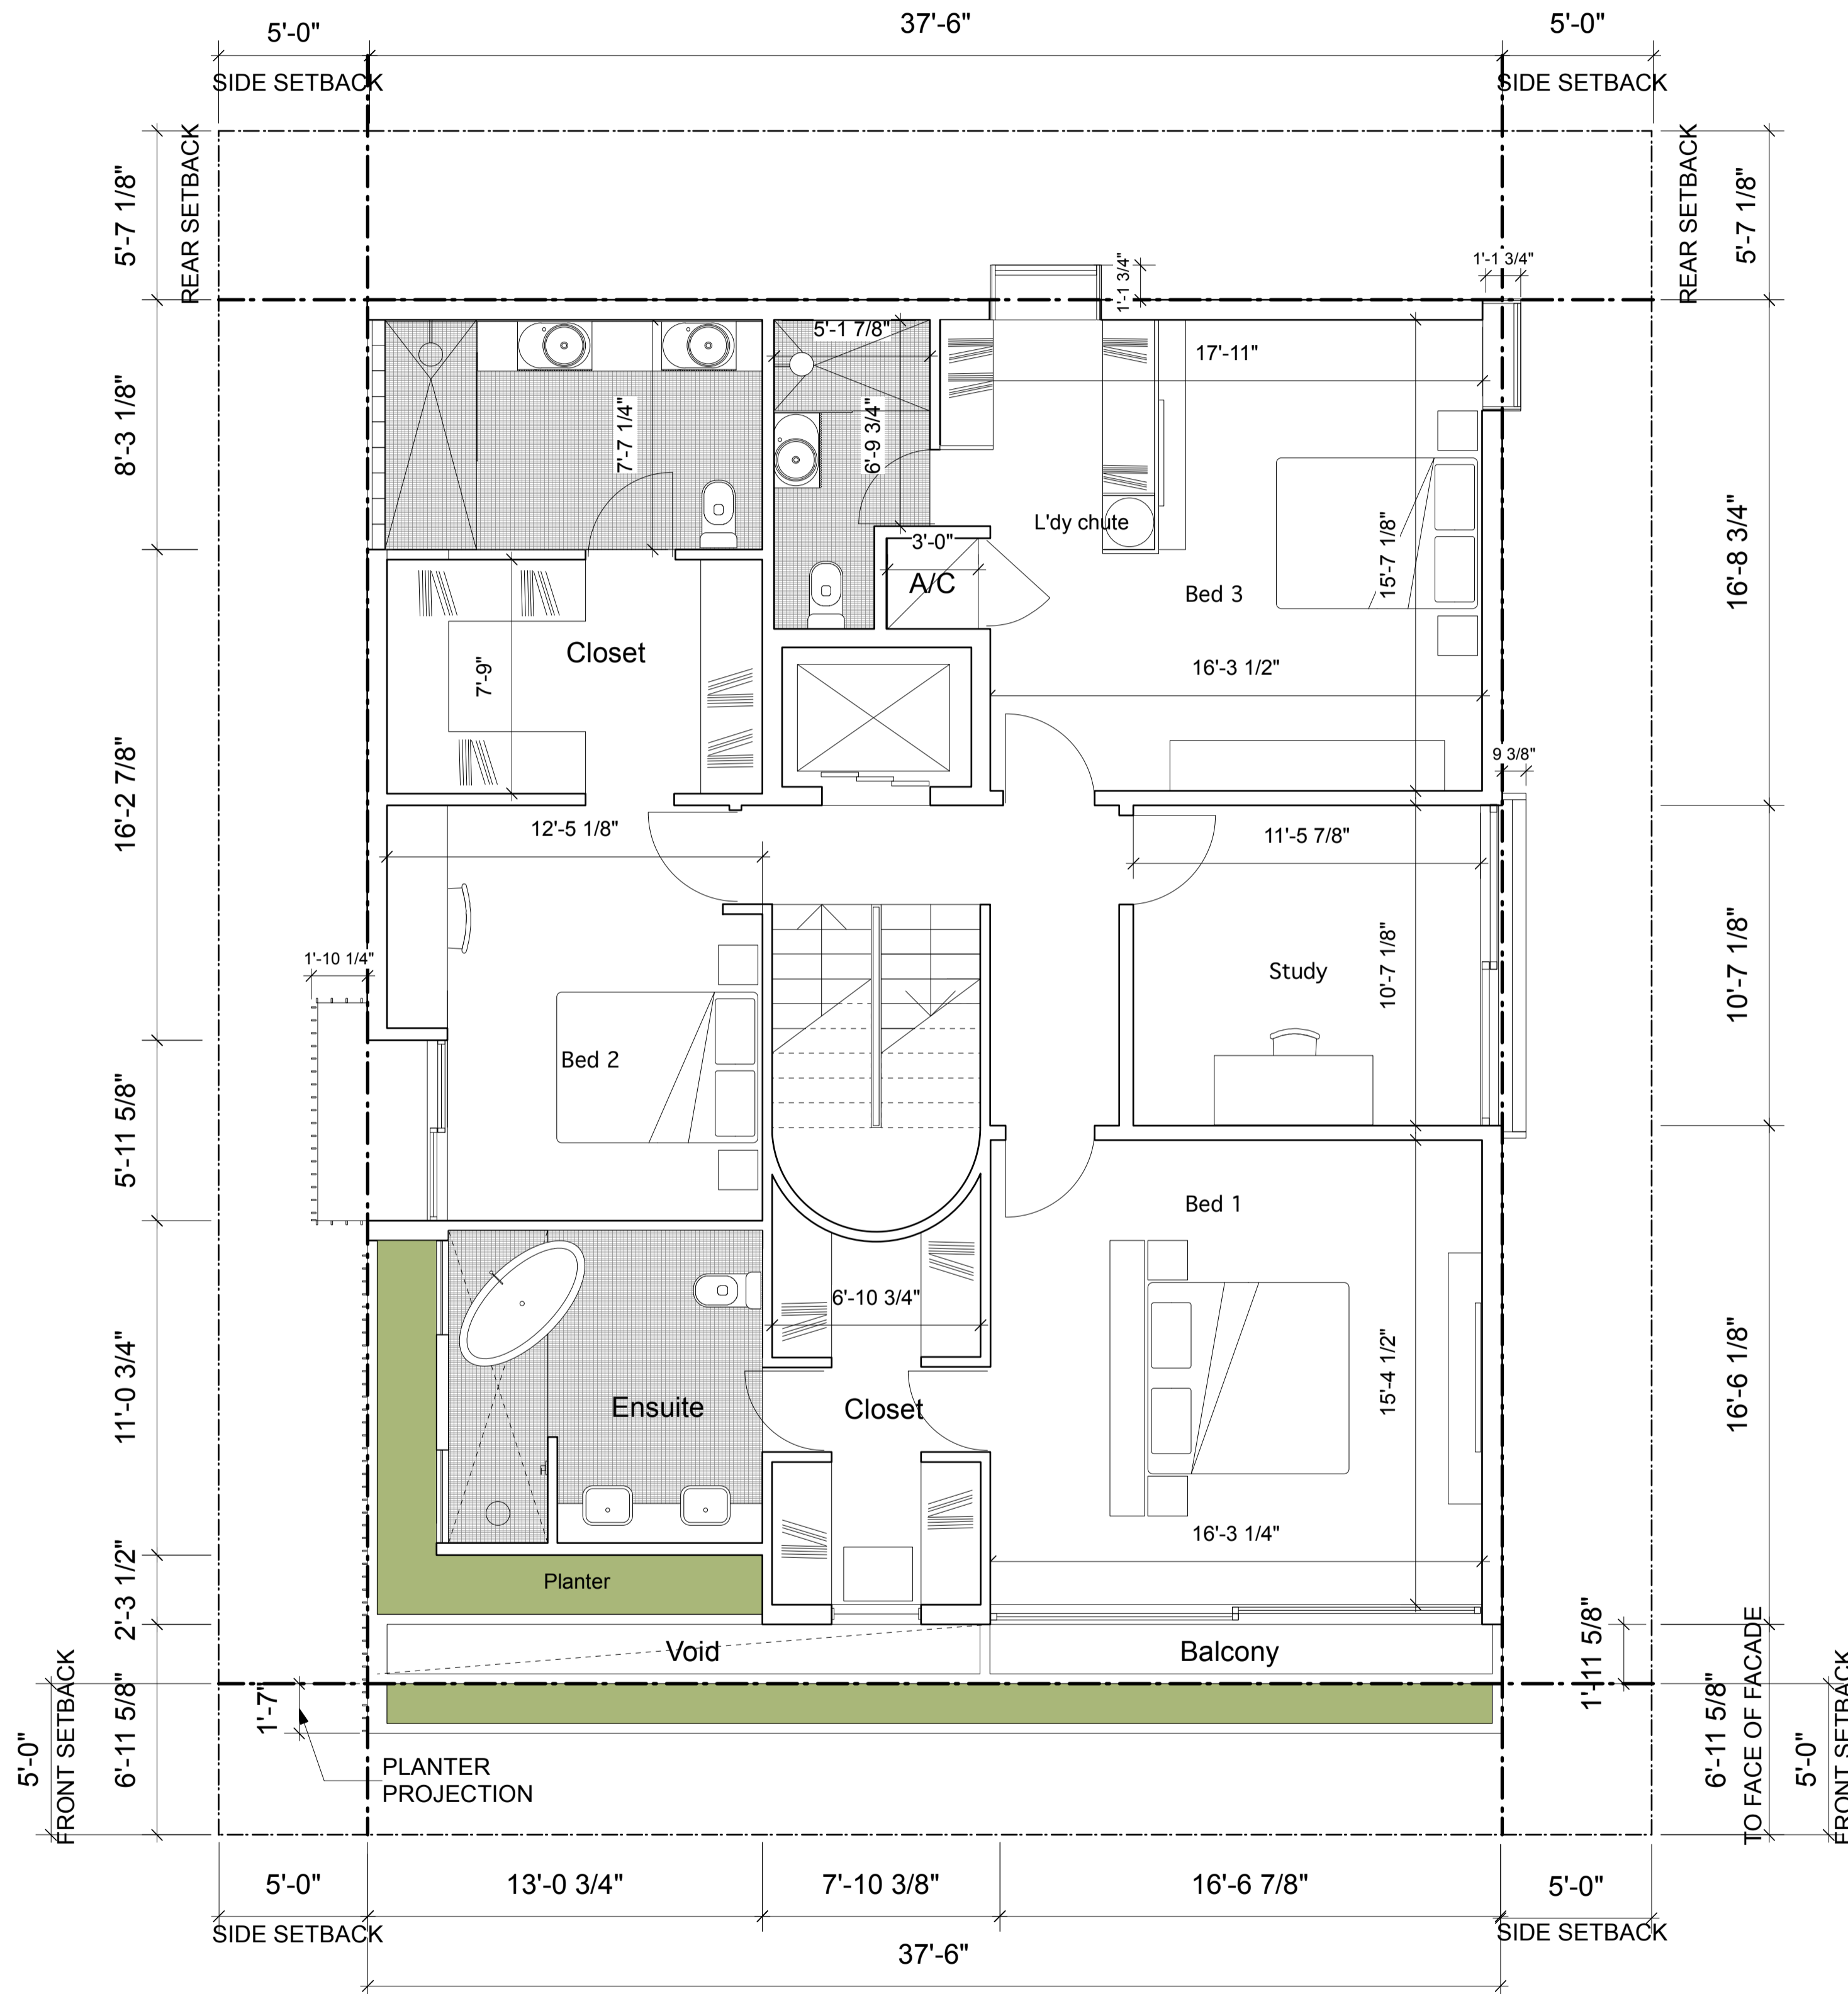 5'-0"
37'-6"
5'-0"
SIDE SETBACK
SIDE SETBACK
5'-7 1/8"
REAR SETBACK
REAR SETBACK
5'-7 1/8"
1'-1 3/4"
1'-1 3/4"
5'-1 7/8"
17'-11"
8'-3 1/8"
7'-7 1/4"
6'-9 3/4"
L'dy chute
3'-0"
A/C
15'-7 1/8"
Bed 3
16'-8 3/4"
Closet
7'-9"
16'-3 1/2"
16'-2 7/8"
9 3/8"
12'-5 1/8"
11'-5 7/8"
1'-10 1/4"
Study
10'-7 1/8"
10'-7 1/8"
Bed 2
5'-11 5/8"
Bed 1
6'-10 3/4"
11'-0 3/4"
15'-4 1/2"
16'-6 1/8"
Ensuite
Closet
16'-3 1/4"
2'-3 1/2"
Planter
Void
Balcony
1'-11 5/8"
5'-0"
FRONT SETBACK
6'-11 5/8"
1'-7"
PLANTER
PROJECTION
6'-11 5/8"
TO FACE OF FACADE
5'-0"
FRONT SETBACK
5'-0"
13'-0 3/4"
7'-10 3/8"
16'-6 7/8"
5'-0"
SIDE SETBACK
SIDE SETBACK
37'-6"